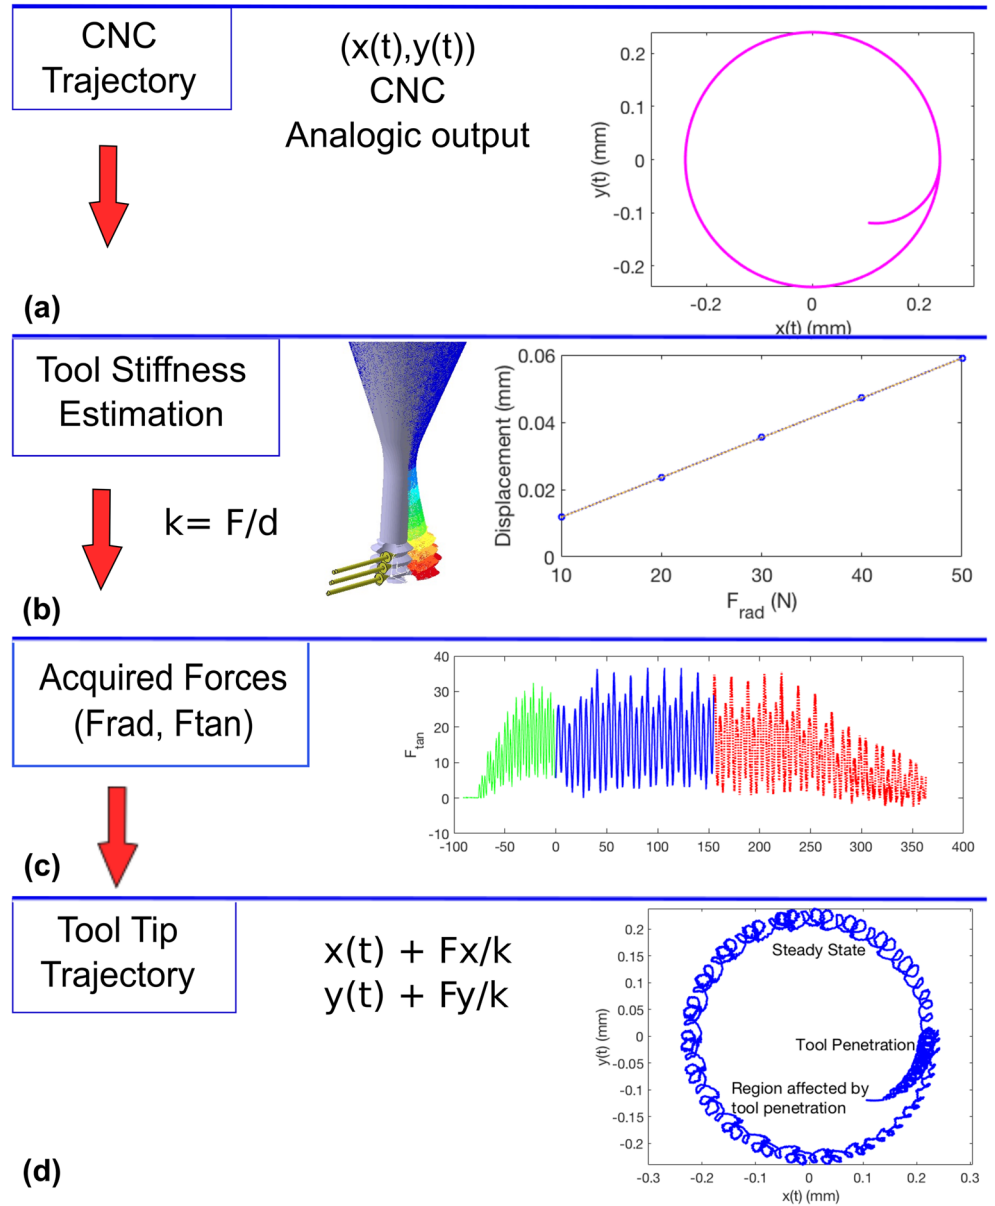 CNC
Trajectory
(x(t),y(t))
CNC
Analogic output
y(t) (mm)
0.2
0.1
0
-0.1
-0.2
-0.2 0 0.2
x(t) (mm)
(a)
Tool Stiffness
Estimation
k= F/d
Displacement (mm)
0.06
0.04
0.02
0
10 20 30 40 50
Frad (N)
(b)
Acquired Forces
(Frad, Ftan)
Ftan
40
30
20
10
0
-10
-100 -50 0 50 100 150 200 250 300 350 400
(c)
Tool Tip
Trajectory
x(t) + Fx/k
y(t) + Fy/k
y(t) (mm)
0.2
0.15
0.1
0.05
0
-0.05
-0.1
-0.15
-0.2
Steady State
Tool Penetration
Region affected by
tool penetration
-0.3 -0.2 -0.1 0 0.1 0.2 0.3
x(t) (mm)
(d)